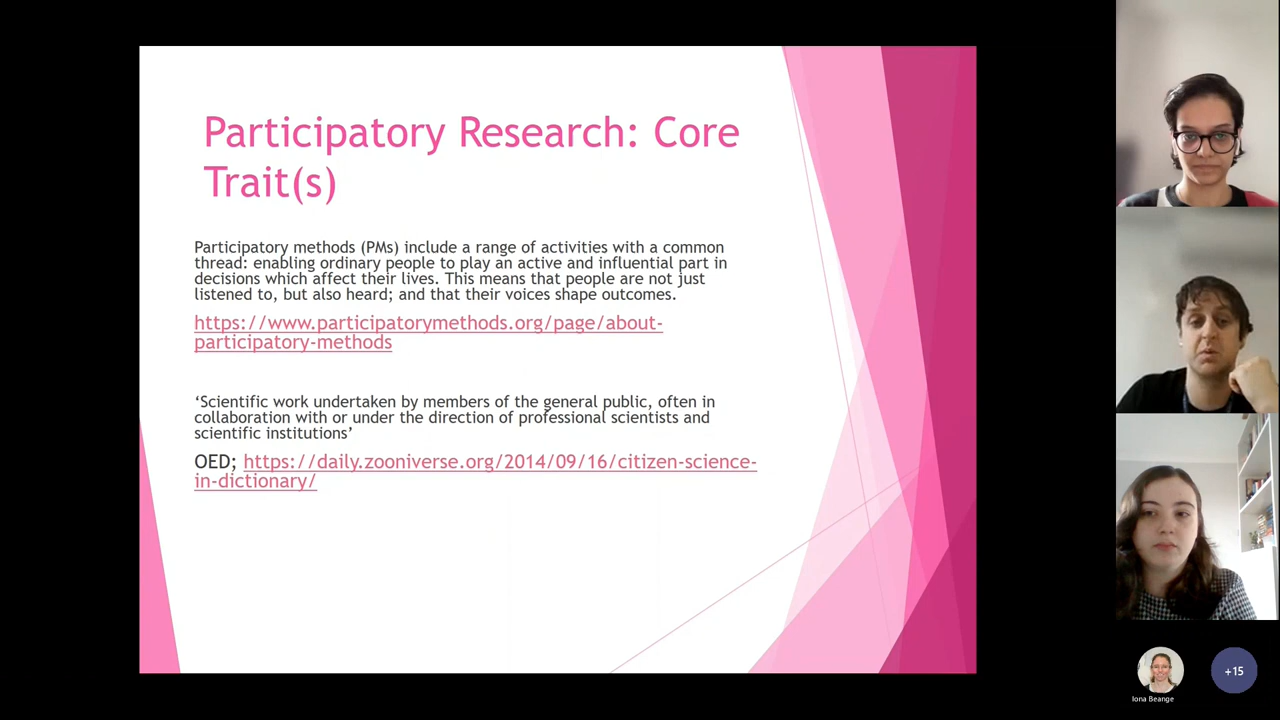 Participatory Research: Core
Trait(s)
Participatory methods (PMs) include a range of activities with a common
thread: enabling ordinary people to play an active and influential part in
decisions which affect their lives. This means that people are not just
listened to, but also heard; and that their voices shape outcomes.
https://www.participatorymethods.org/page/about-
participatory-methods
‘Scientific work undertaken by members of the general public, often in
collaboration with or under the direction of professional scientists and
scientific institutions’
OED; https://daily.zooniverse.org/2014/09/16/citizen-science-
in-dictionary/
Iona Beange
+15